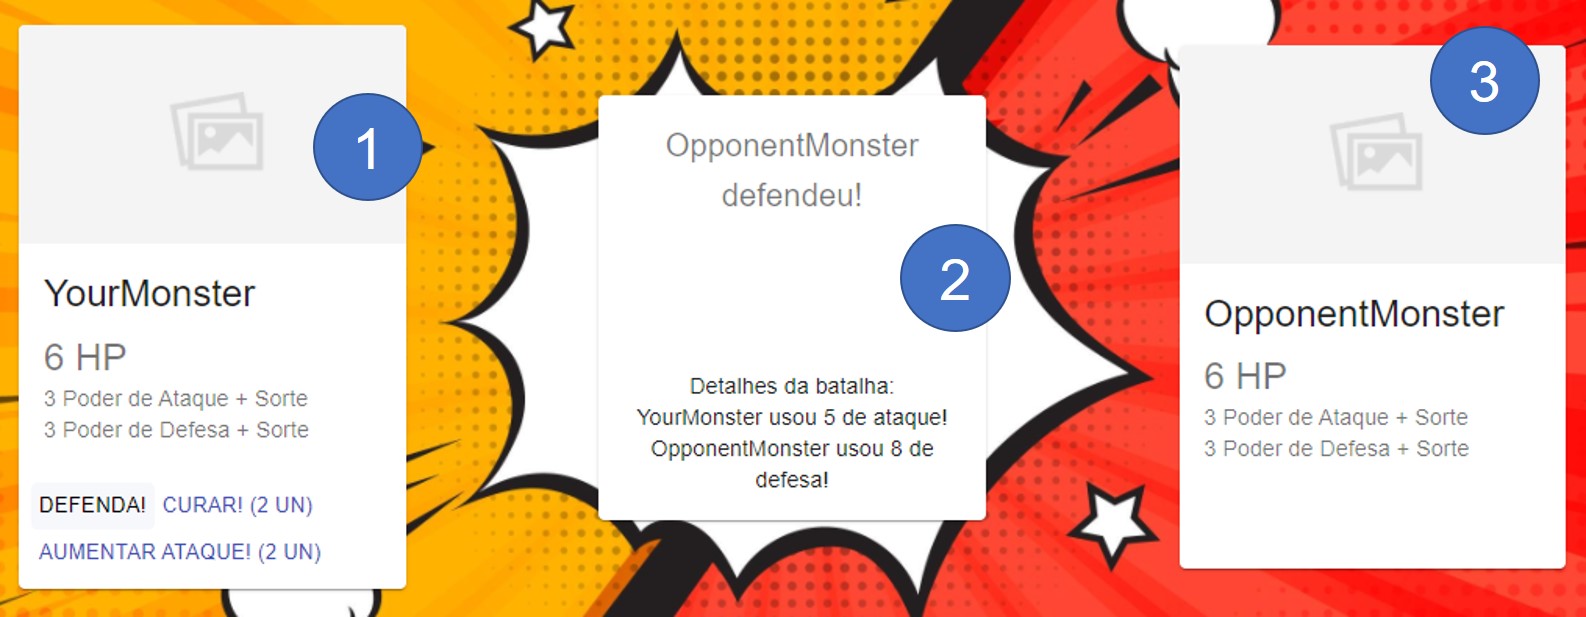 1
YourMonster
6 HP
3 Poder de Ataque + Sorte
3 Poder de Defesa + Sorte
DEFENDA! CURAR! (2 UN)
AUMENTAR ATAQUE! (2 UN)
OpponentMonster
defendeu!
2
Detalhes da batalha:
YourMonster usou 5 de ataque!
OpponentMonster usou 8 de
defesa!
3
OpponentMonster
6 HP
3 Poder de Ataque + Sorte
3 Poder de Defesa + Sorte